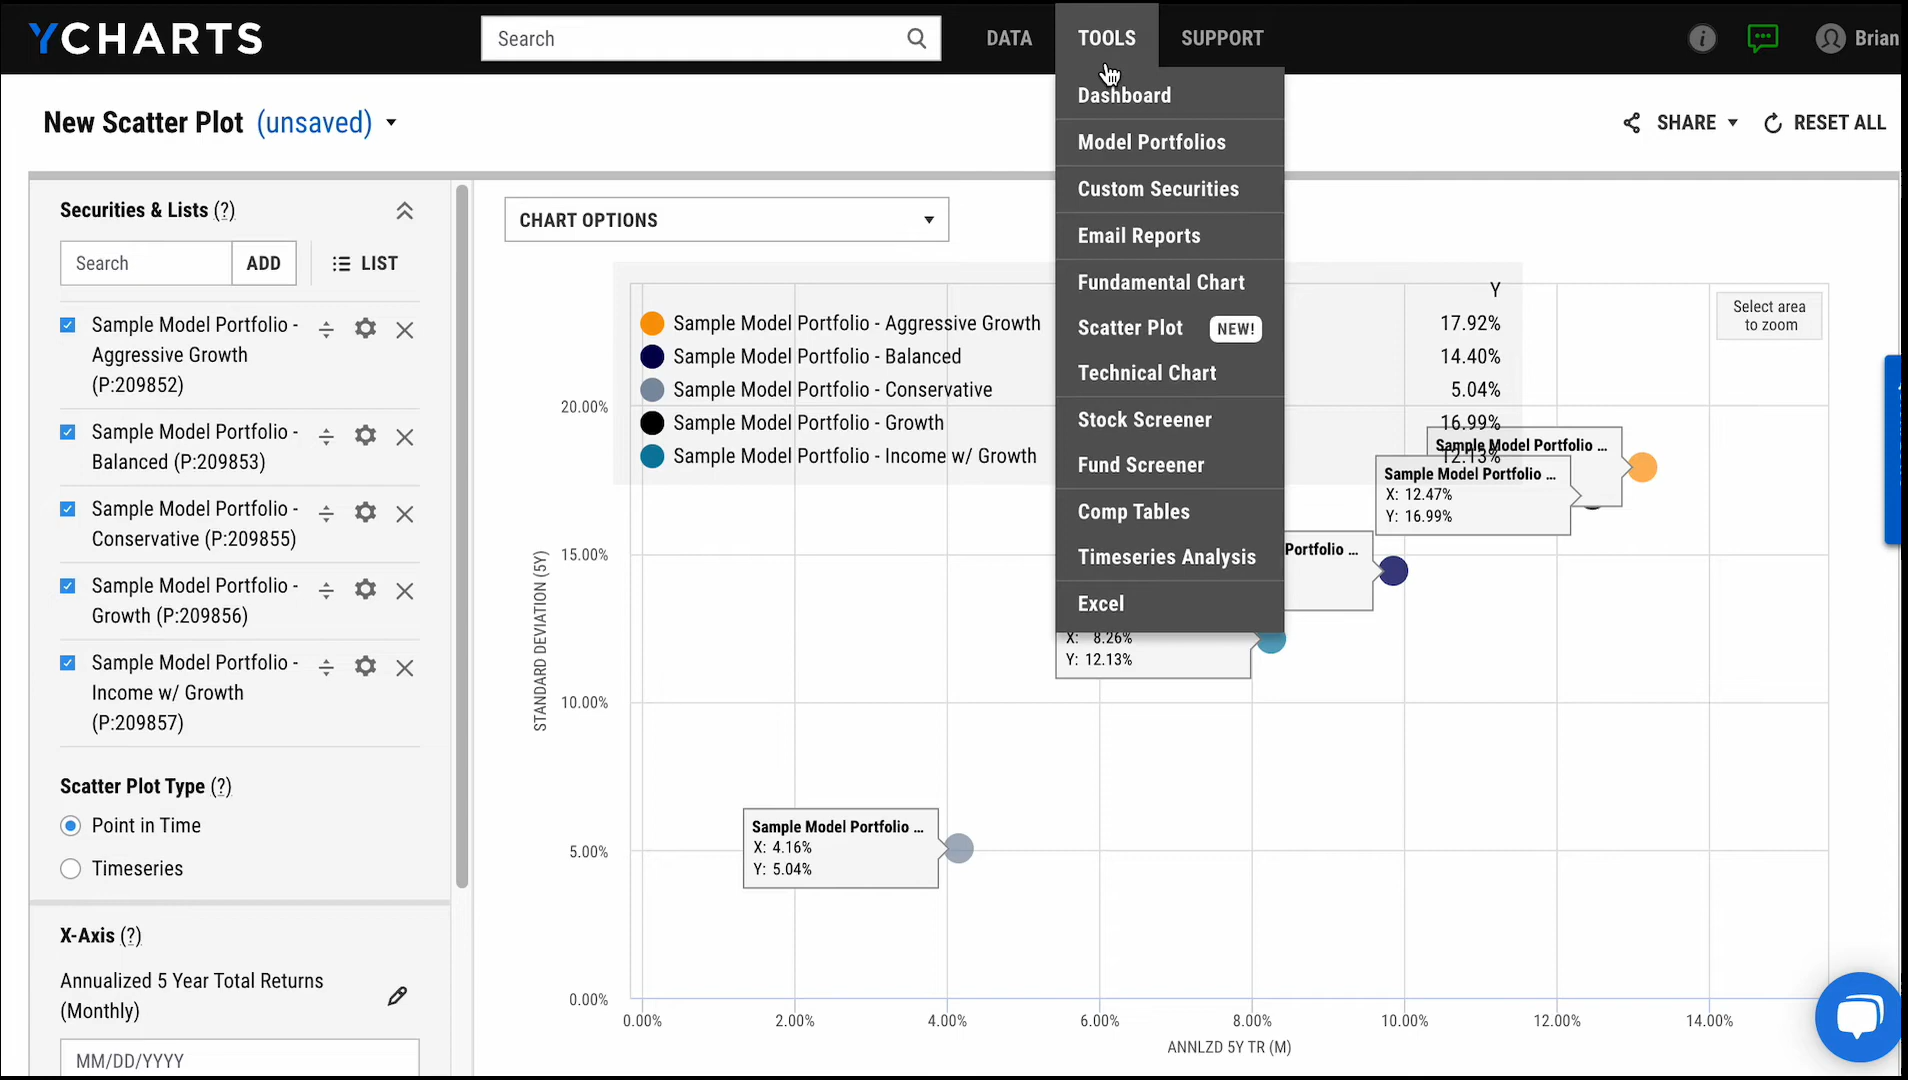 YCHARTS
Search
DATA
TOOLS
SUPPORT
Brian
New Scatter Plot (unsaved)
SHARE
RESET ALL
Dashboard
Model Portfolios
Custom Securities
Email Reports
Fundamental Chart
Scatter Plot NEW!
Technical Chart
Stock Screener
Fund Screener
Comp Tables
Timeseries Analysis
Excel
Securities & Lists (?)
Search
ADD
LIST
Sample Model Portfolio -
Aggressive Growth
(P:209852)
Sample Model Portfolio -
Balanced (P:209853)
Sample Model Portfolio -
Conservative (P:209855)
Sample Model Portfolio -
Growth (P:209856)
Sample Model Portfolio -
Income w/ Growth
(P:209857)
Scatter Plot Type (?)
Point in Time
Timeseries
X-Axis (?)
Annualized 5 Year Total Returns
(Monthly)
MM/DD/YYYY
CHART OPTIONS
Y
Sample Model Portfolio - Aggressive Growth 17.92%
Sample Model Portfolio - Balanced 14.40%
Sample Model Portfolio - Conservative 5.04%
Sample Model Portfolio - Growth 16.99%
Sample Model Portfolio - Income w/ Growth 12.13%
Select area
to zoom
Sample Model Portfolio ...
Sample Model Portfolio ...
X: 12.47%
Y: 16.99%
Portfolio ...
X: 8.26%
Y: 12.13%
Sample Model Portfolio ...
X: 4.16%
Y: 5.04%
STANDARD DEVIATION (5Y)
20.00%
15.00%
10.00%
5.00%
0.00%
0.00% 2.00% 4.00% 6.00% 8.00% 10.00% 12.00% 14.00%
ANNLZD 5Y TR (M)